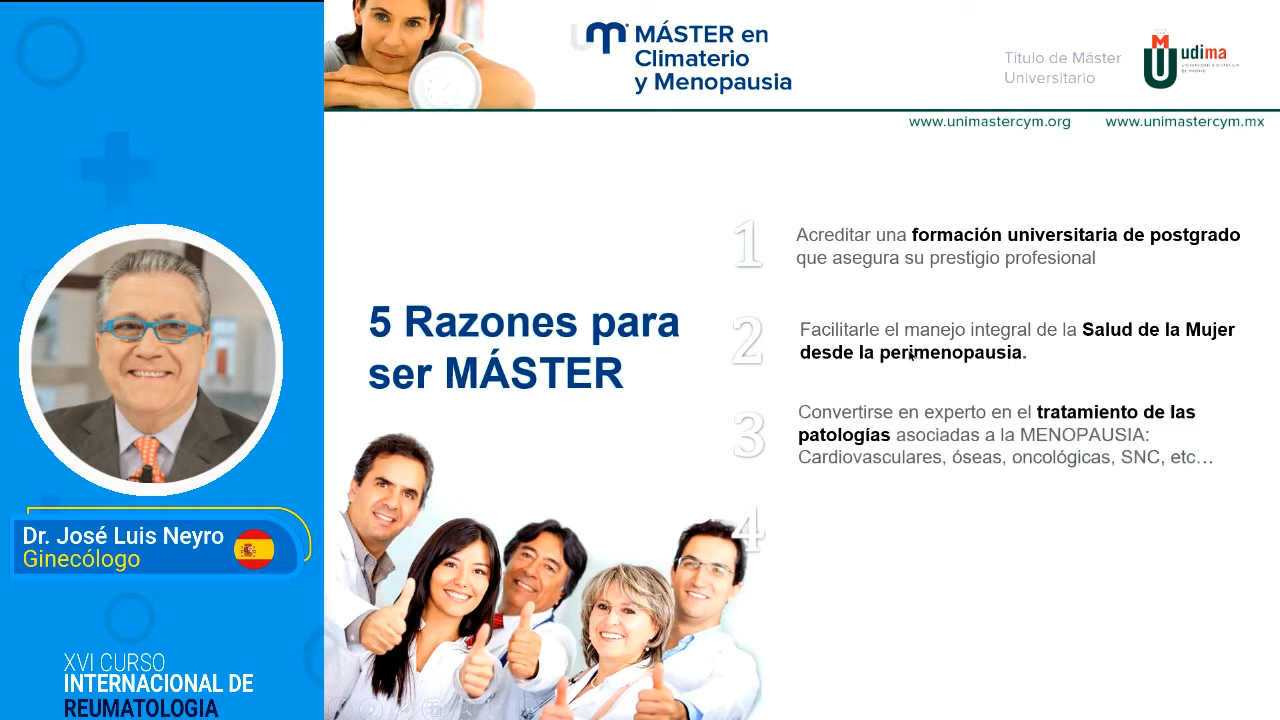 MÁSTER en
Climaterio
y Menopausia
Título de Máster
Universitario
udima
www.unimastercym.org
www.unimastercym.mx
5 Razones para
ser MÁSTER
1
Acreditar una formación universitaria de postgrado
que asegura su prestigio profesional
2
Facilitarle el manejo integral de la Salud de la Mujer
desde la perimenopausia.
3
Convertirse en experto en el tratamiento de las
patologías asociadas a la MENOPAUSIA:
Cardiovasculares, óseas, oncológicas, SNC, etc…
4
Dr. José Luis Neyro
Ginecólogo
XVI CURSO
INTERNACIONAL DE
REUMATOLOGIA